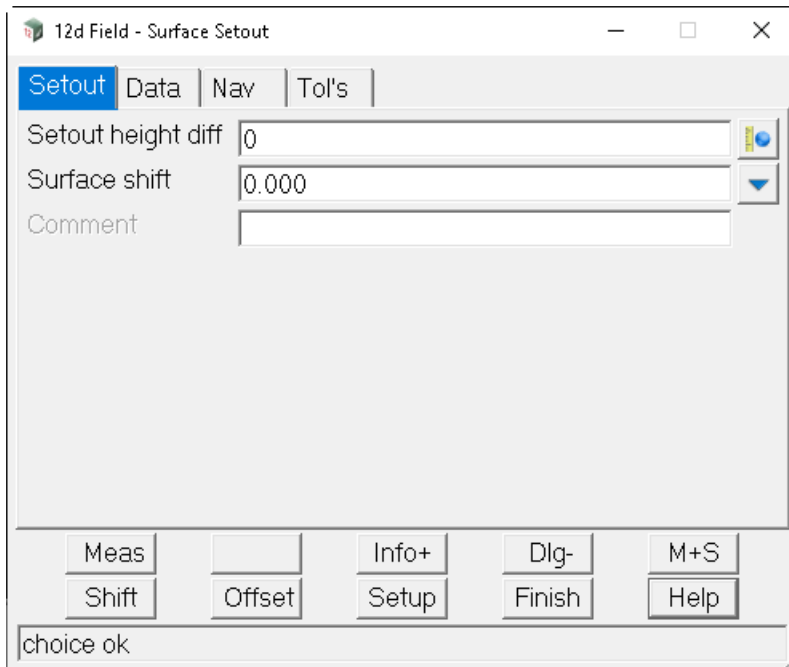 12d Field - Surface Setout
Setout Data Nav Tol's
Setout height diff 0
Surface shift 0.000
Comment
Meas Info+ Dlg- M+S
Shift Offset Setup Finish Help
choice ok